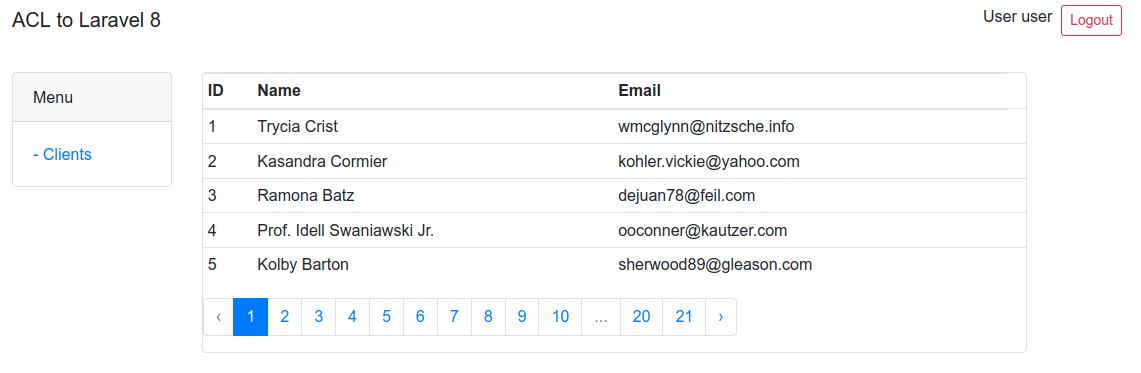 ACL to Laravel 8
User user Logout
Menu
- Clients
ID Name Email
1 Trycia Crist wmcglynn@nitzsche.info
2 Kasandra Cormier kohler.vickie@yahoo.com
3 Ramona Batz dejuan78@feil.com
4 Prof. Idell Swaniawski Jr. ooconner@kautzer.com
5 Kolby Barton sherwood89@gleason.com
‹ 1 2 3 4 5 6 7 8 9 10 ... 20 21 ›